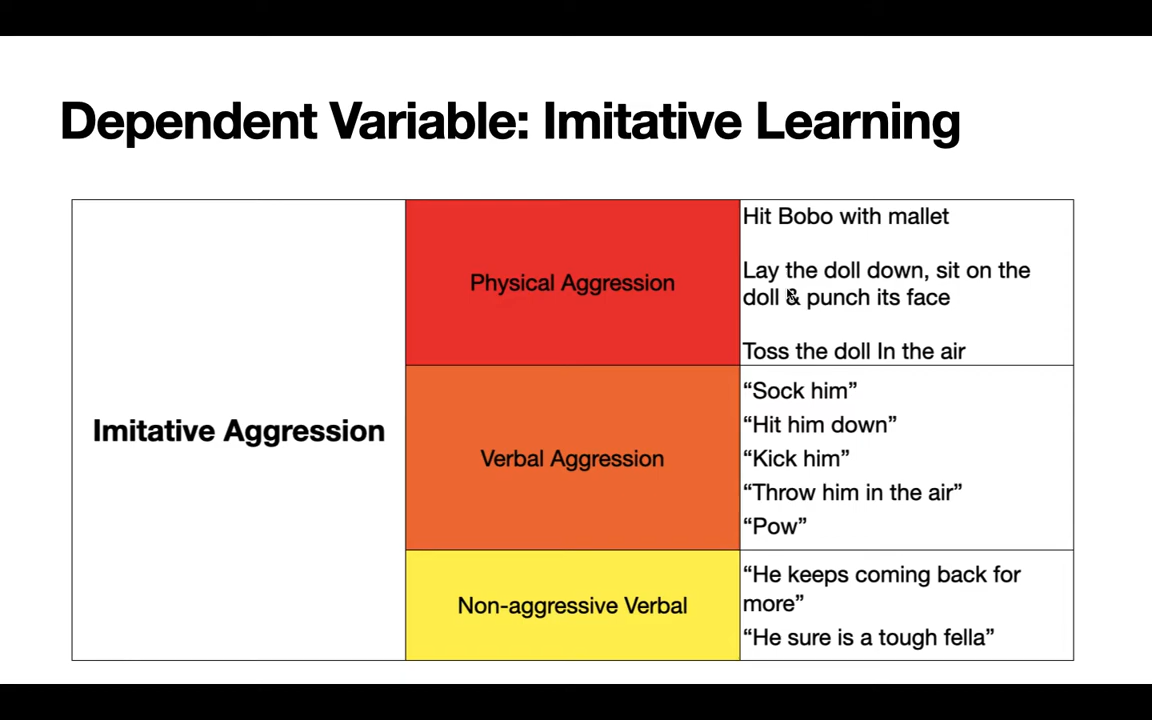 Dependent Variable: Imitative Learning
Imitative Aggression
Physical Aggression
Hit Bobo with mallet
Lay the doll down, sit on the
doll & punch its face
Toss the doll In the air
Verbal Aggression
“Sock him”
“Hit him down”
“Kick him”
“Throw him in the air”
“Pow”
Non-aggressive Verbal
“He keeps coming back for
more”
“He sure is a tough fella”